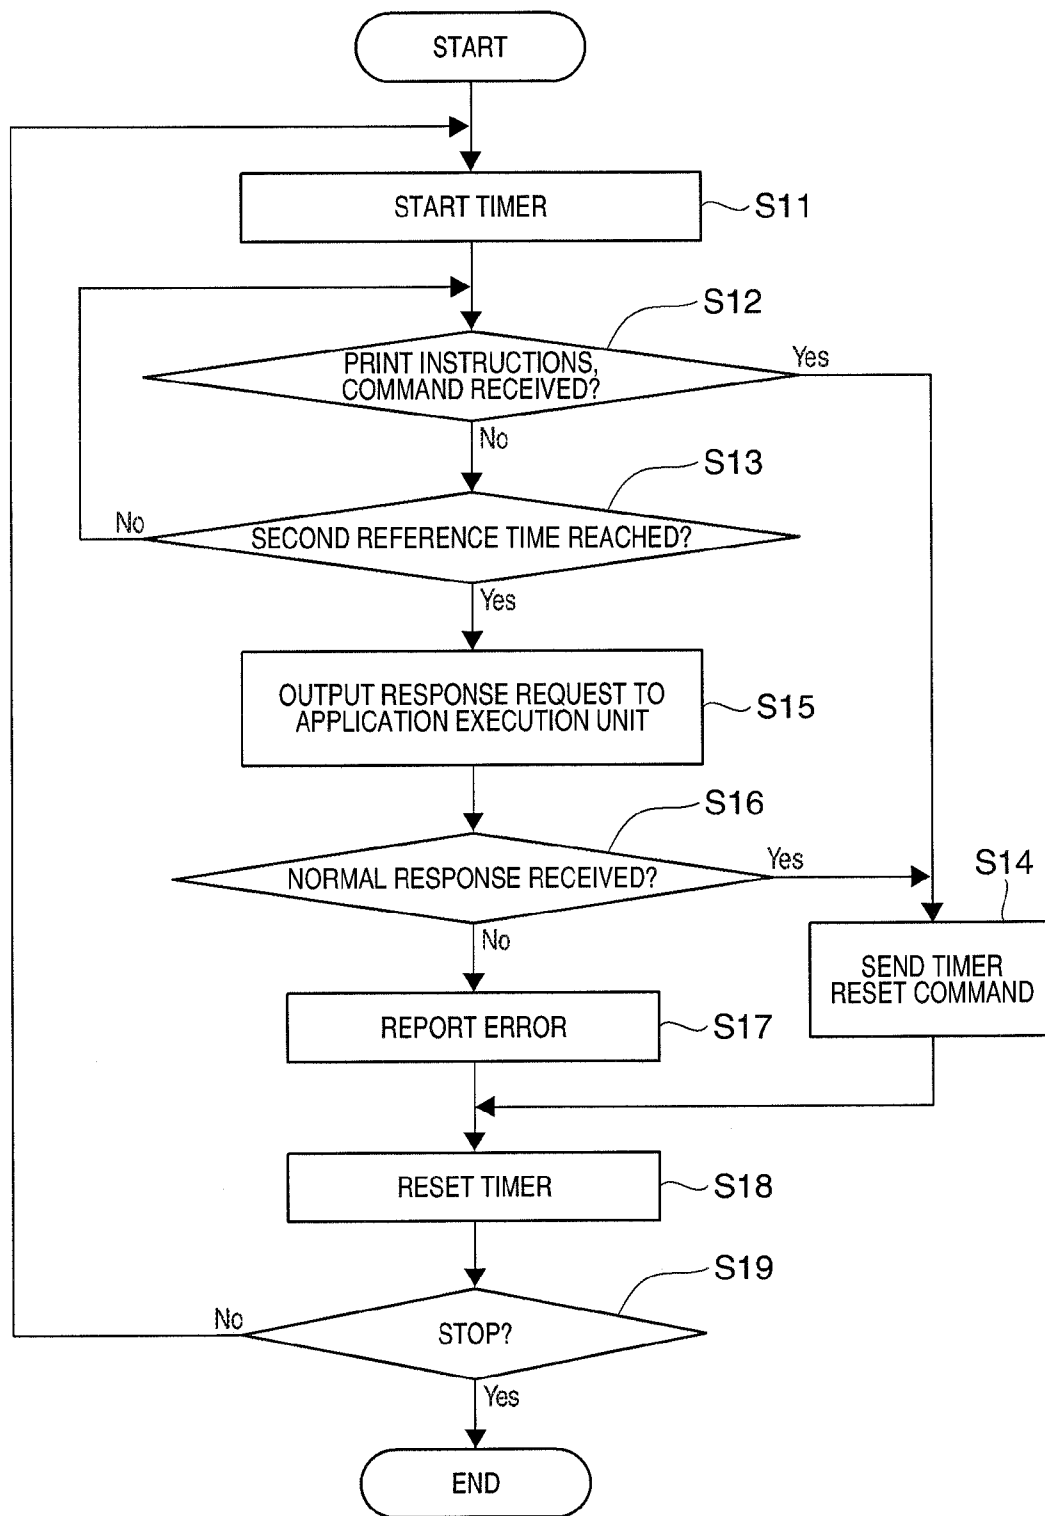 START
START TIMER
S11
S12
PRINT INSTRUCTIONS,
COMMAND RECEIVED?
Yes
No
S13
SECOND REFERENCE TIME REACHED?
No
Yes
OUTPUT RESPONSE REQUEST TO
APPLICATION EXECUTION UNIT
S15
S16
NORMAL RESPONSE RECEIVED?
Yes
No
S14
SEND TIMER
RESET COMMAND
REPORT ERROR
S17
RESET TIMER
S18
S19
STOP?
No
Yes
END